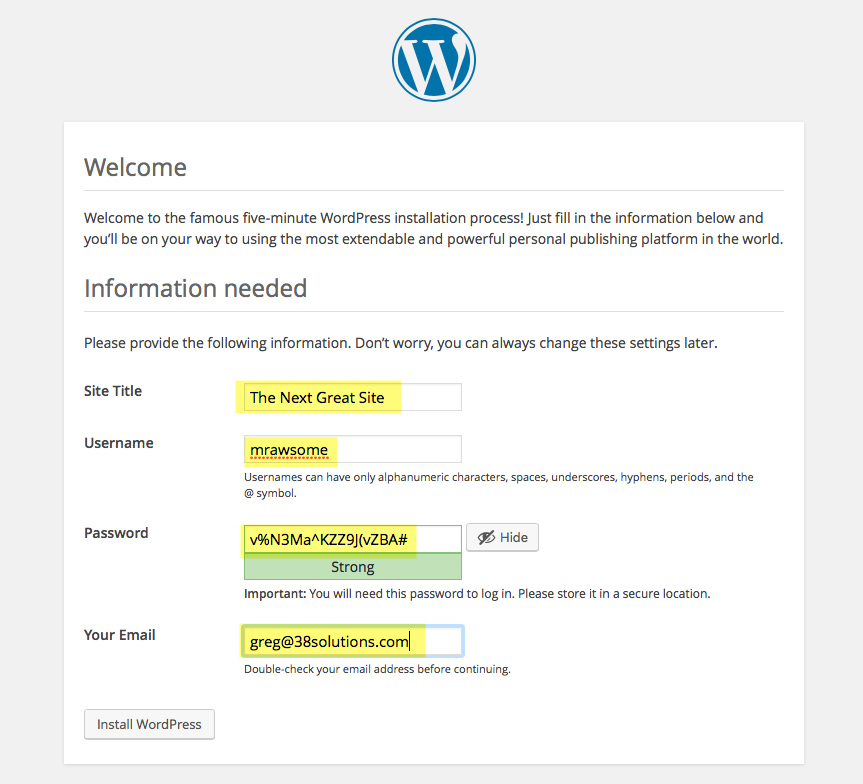 W
Welcome
Welcome to the famous five-minute WordPress installation process! Just fill in the information below and
you’ll be on your way to using the most extendable and powerful personal publishing platform in the world.
Information needed
Please provide the following information. Don’t worry, you can always change these settings later.
Site Title The Next Great Site
Username mrawsome
Usernames can have only alphanumeric characters, spaces, underscores, hyphens, periods, and the
@ symbol.
Password v%N3Ma^KZZ9J(vZBA# Hide
Strong
Important: You will need this password to log in. Please store it in a secure location.
Your Email greg@38solutions.com
Double-check your email address before continuing.
Install WordPress